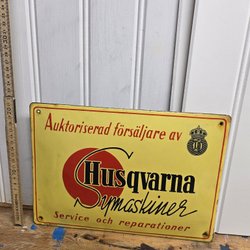 Auktoriserad försäljare av
Husqvarna
Symaskiner
Service och reparationer